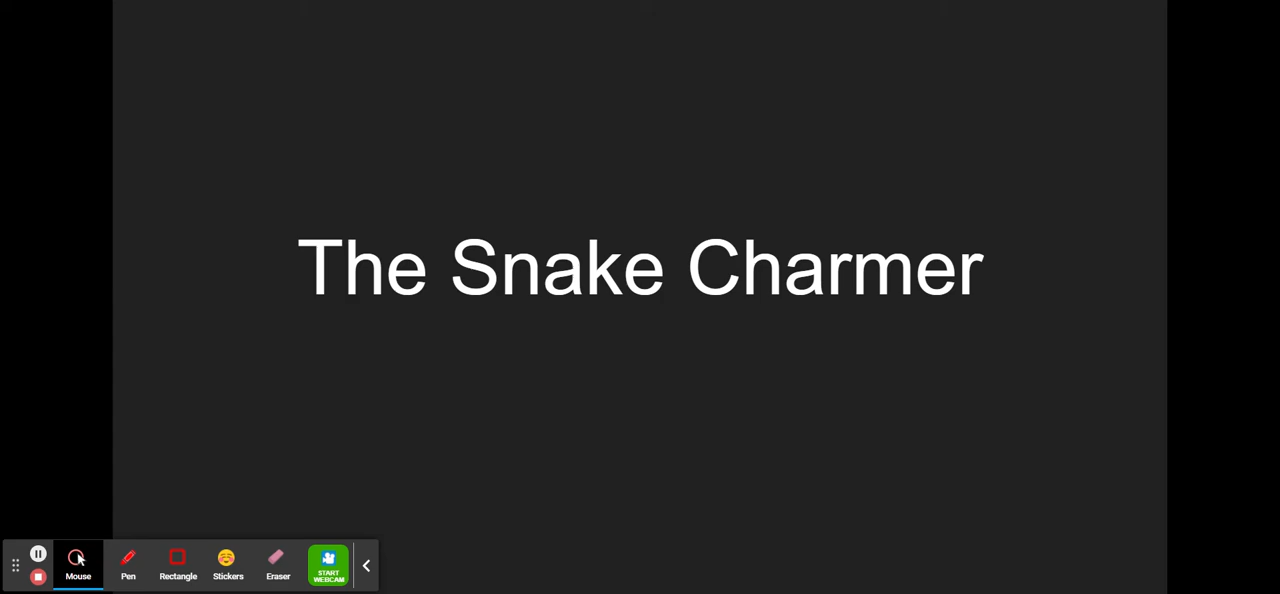 The Snake Charmer
Mouse
Pen
Rectangle
Stickers
Eraser
START
WEBCAM